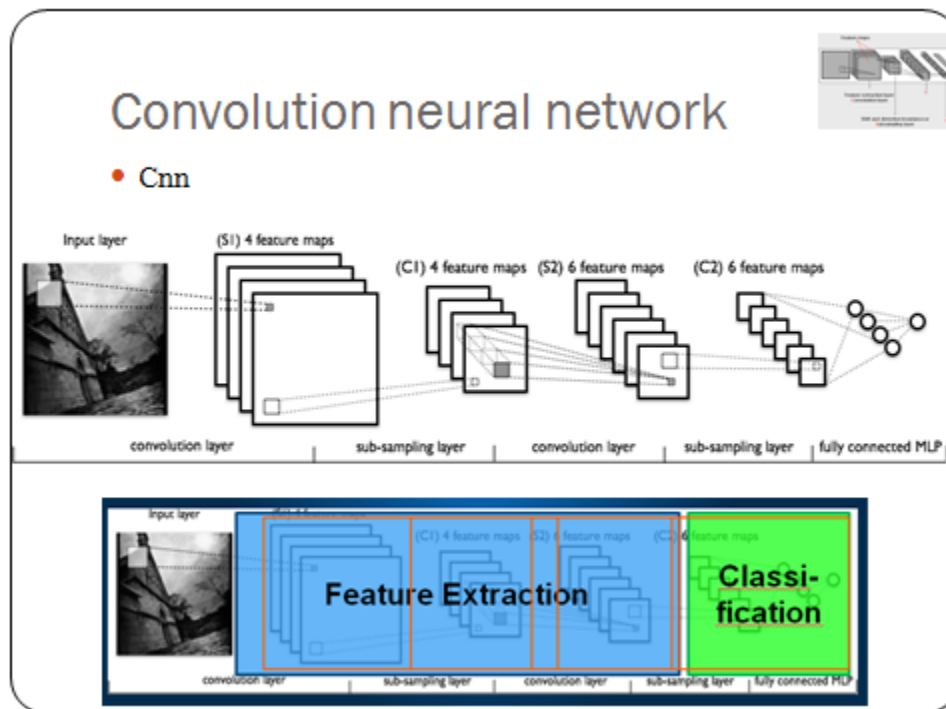 Feature maps
Convolution neural network
• Cnn
Input layer
(S1) 4 feature maps
(C1) 4 feature maps
(S2) 6 feature maps
(C2) 6 feature maps
convolution layer
sub-sampling layer
convolution layer
sub-sampling layer
fully connected MLP
Input layer
(C1) 4 feature maps
(S2) 6 feature maps
(C2) 6 feature maps
Feature Extraction
Classi-
fication
convolution layer
sub-sampling layer
convolution layer
sub-sampling layer
fully connected MLP